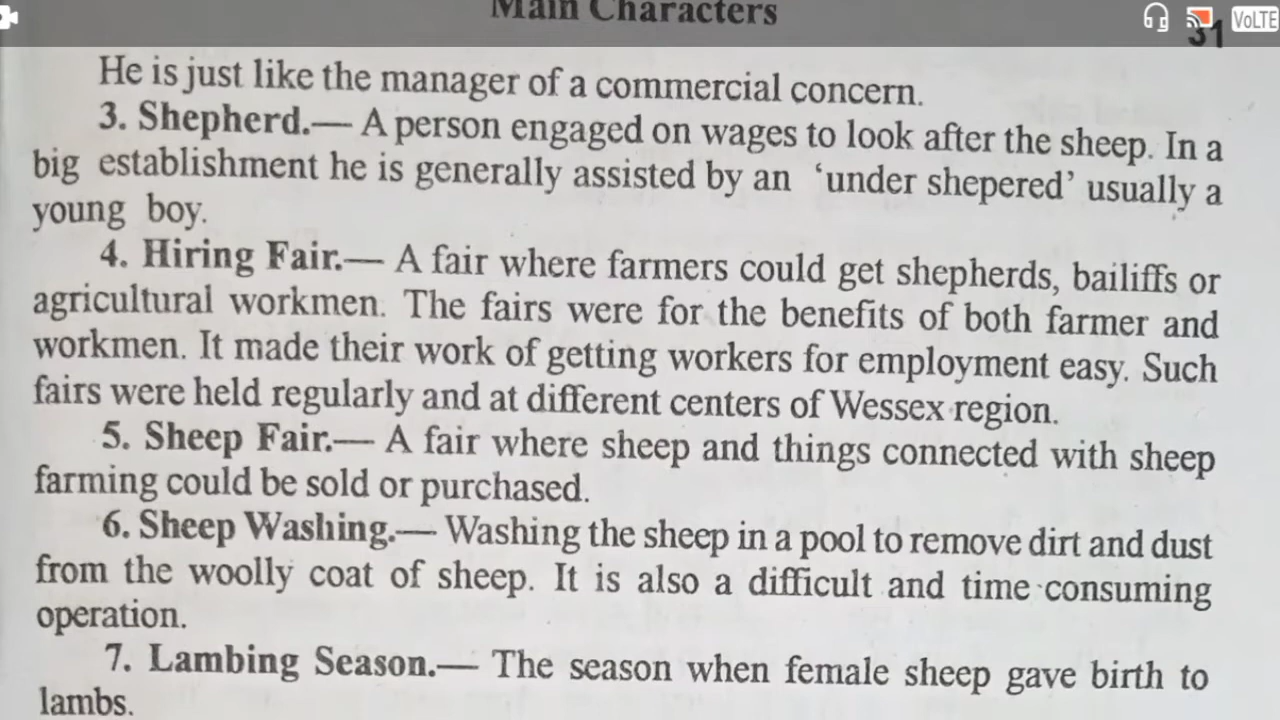 Main Characters
31
VoLTE
He is just like the manager of a commercial concern.
3. Shepherd.— A person engaged on wages to look after the sheep. In a
big establishment he is generally assisted by an ‘under shepered’ usually a
young boy.
4. Hiring Fair.— A fair where farmers could get shepherds, bailiffs or
agricultural workmen. The fairs were for the benefits of both farmer and
workmen. It made their work of getting workers for employment easy. Such
fairs were held regularly and at different centers of Wessex region.
5. Sheep Fair.— A fair where sheep and things connected with sheep
farming could be sold or purchased.
6. Sheep Washing.— Washing the sheep in a pool to remove dirt and dust
from the woolly coat of sheep. It is also a difficult and time consuming
operation.
7. Lambing Season.— The season when female sheep gave birth to
lambs.